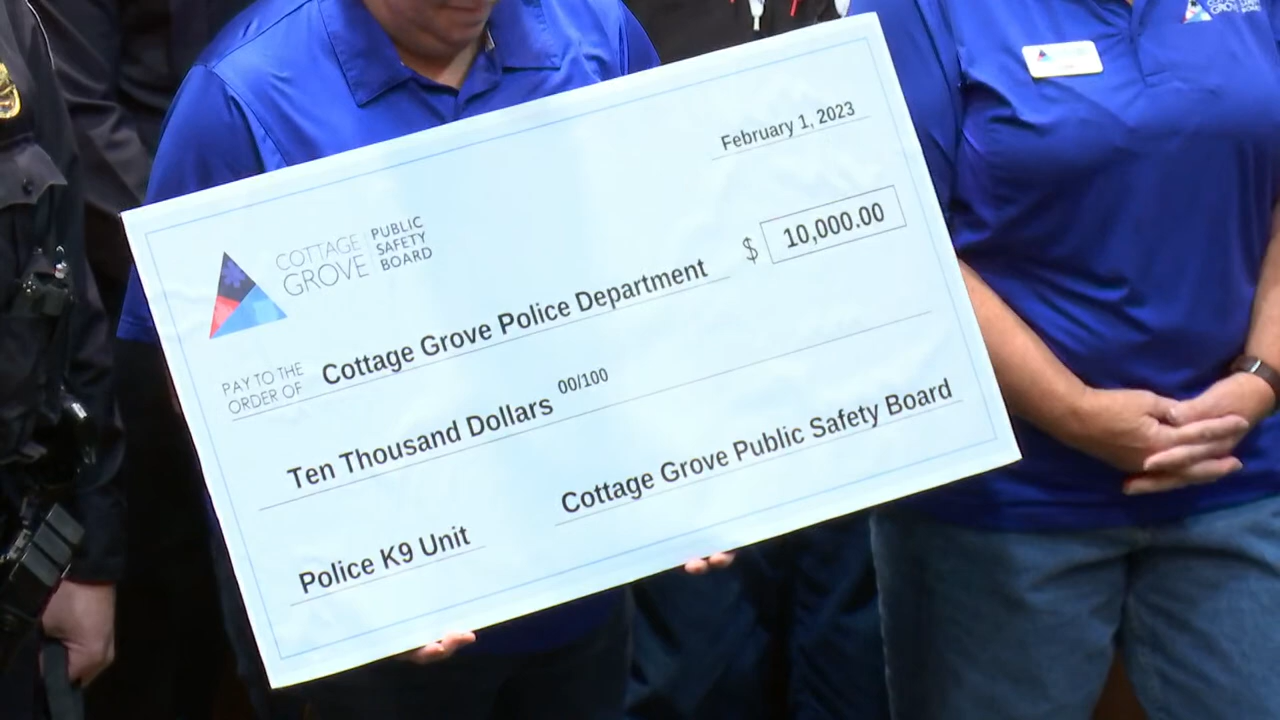 February 1, 2023
COTTAGE GROVE
PUBLIC SAFETY BOARD
$ 10,000.00
PAY TO THE ORDER OF
Cottage Grove Police Department
Ten Thousand Dollars 00/100
Police K9 Unit
Cottage Grove Public Safety Board